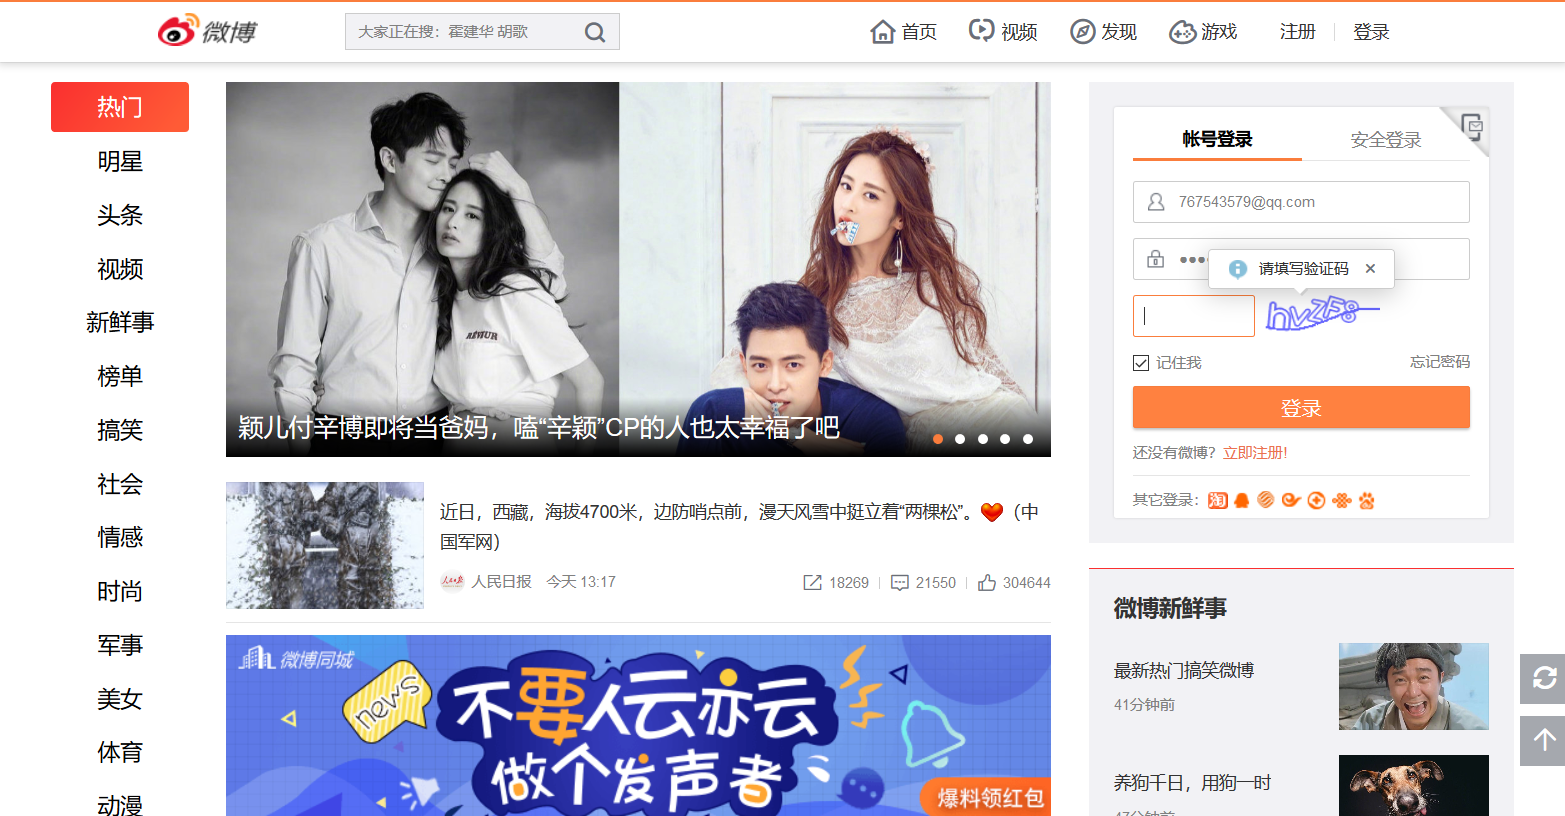 微博
大家正在搜：霍建华 胡歌
首页
视频
发现
游戏
注册
登录
热门
明星
头条
视频
新鲜事
榜单
搞笑
社会
情感
时尚
军事
美女
体育
动漫
REVIUR
颖儿付辛博即将当爸妈，嗑“辛颖”CP的人也太幸福了吧
近日，西藏，海拔4700米，边防哨点前，漫天风雪中挺立着“两棵松”。❤（中
国军网）
人民日报 今天 13:17
18269
21550
304644
微博同城
news
不要人云亦云
做个发声者
爆料领红包
帐号登录
安全登录
767543579@qq.com
请填写验证码
hvZF8
记住我
忘记密码
登录
还没有微博？立即注册!
其它登录：
淘
微博新鲜事
最新热门搞笑微博
41分钟前
养狗千日，用狗一时
47分钟前